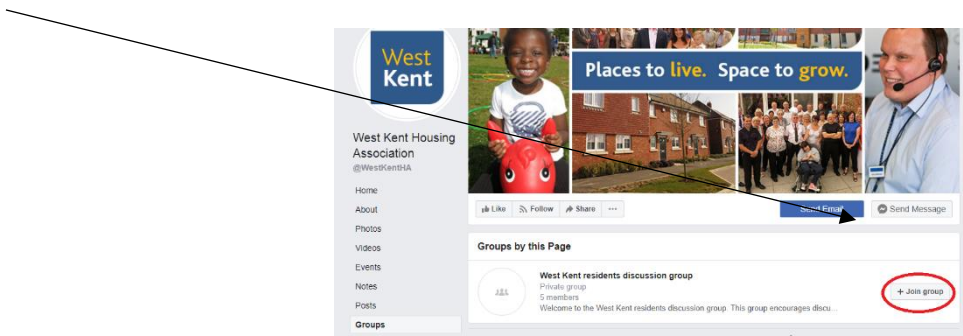 West
Kent
Places to live. Space to grow.
West Kent Housing
Association
@WestKentHA
Home
About
Photos
Videos
Events
Notes
Posts
Groups
Like Follow Share ...
Send Email
Send Message
Groups by this Page
West Kent residents discussion group
Private group
5 members
Welcome to the West Kent residents discussion group. This group encourages discu...
+ Join group